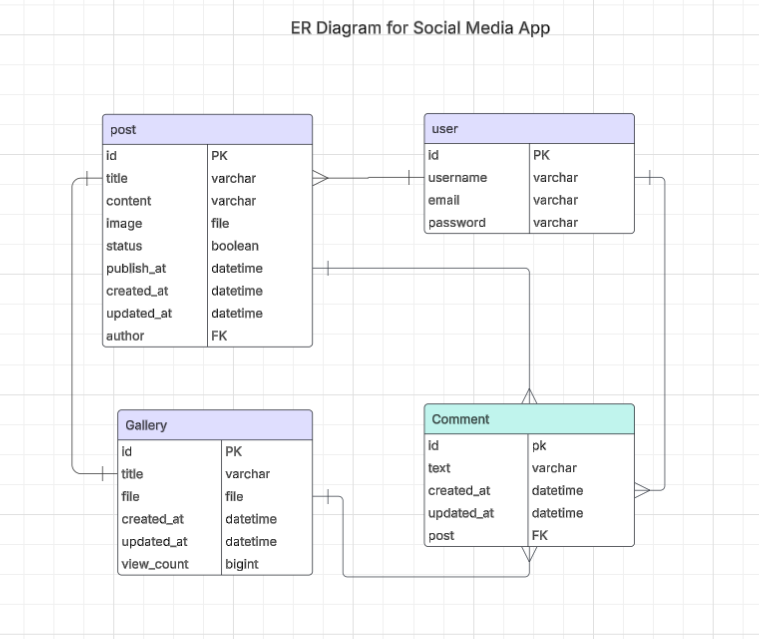 ER Diagram for Social Media App
post
id PK
title varchar
content varchar
image file
status boolean
publish_at datetime
created_at datetime
updated_at datetime
author FK
user
id PK
username varchar
email varchar
password varchar
Gallery
id PK
title varchar
file file
created_at datetime
updated_at datetime
view_count bigint
Comment
id pk
text varchar
created_at datetime
updated_at datetime
post FK